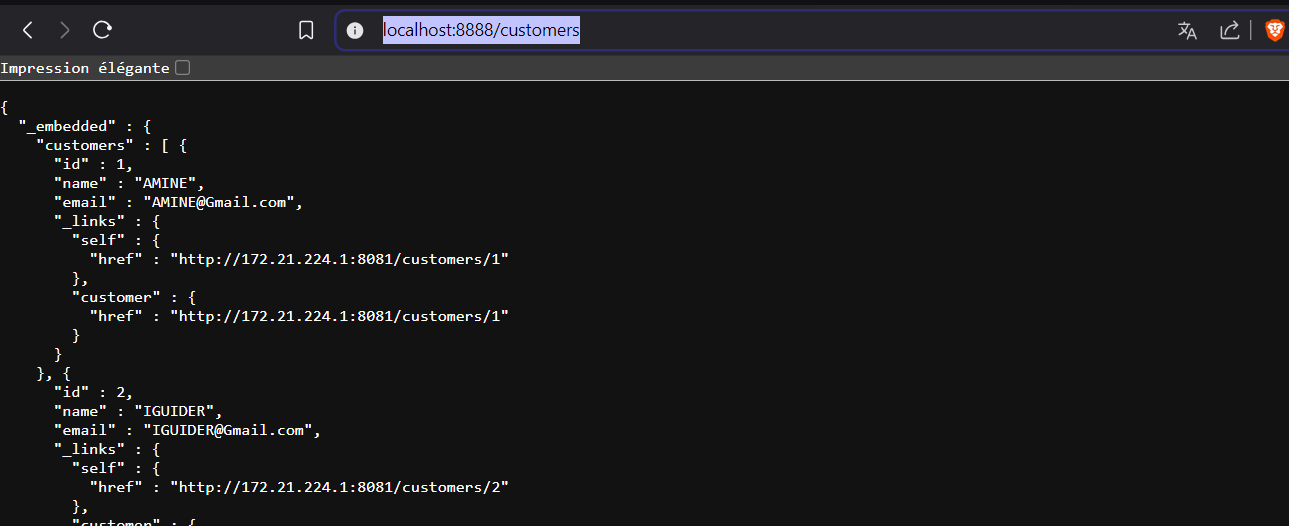 localhost:8888/customers
Impression élégante
{
  "_embedded" : {
    "customers" : [ {
      "id" : 1,
      "name" : "AMINE",
      "email" : "AMINE@Gmail.com",
      "_links" : {
        "self" : {
          "href" : "http://172.21.224.1:8081/customers/1"
        },
        "customer" : {
          "href" : "http://172.21.224.1:8081/customers/1"
        }
      }
    }, {
      "id" : 2,
      "name" : "IGUIDER",
      "email" : "IGUIDER@Gmail.com",
      "_links" : {
        "self" : {
          "href" : "http://172.21.224.1:8081/customers/2"
        },
        "customer" : {